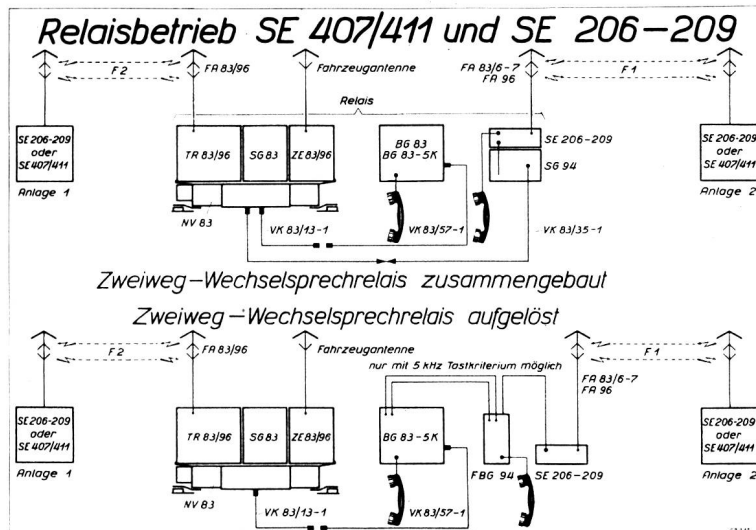 Relaisbetrieb SE 407/411 und SE 206-209
F2
FA 83/96
Fahrzeugantenne
FA 83/6-7
FA 96
F1
Relais
SE 206-209
oder
SE 407/411
Anlage 1
TR 83/96
SG 83
ZE 83/96
BG 83
BG 83-5K
SE 206-209
SG 94
SE 206-209
oder
SE 407/411
Anlage 2
NV 83
VK 83/13-1
VK 83/57-1
VK 83/35-1
Zweiweg-Wechselsprechrelais zusammengebaut
Zweiweg-Wechselsprechrelais aufgelöst
F2
FA 83/96
Fahrzeugantenne
F1
nur mit 5 kHz Tastkriterium möglich
FA 83/6-7
FA 96
SE 206-209
oder
SE 407/411
Anlage 1
TR 83/96
SG 83
ZE 83/96
BG 83-5K
FBG 94
SE 206-209
SE 206-209
oder
SE 407/411
Anlage 2
NV 83
VK 83/13-1
VK 83/57-1